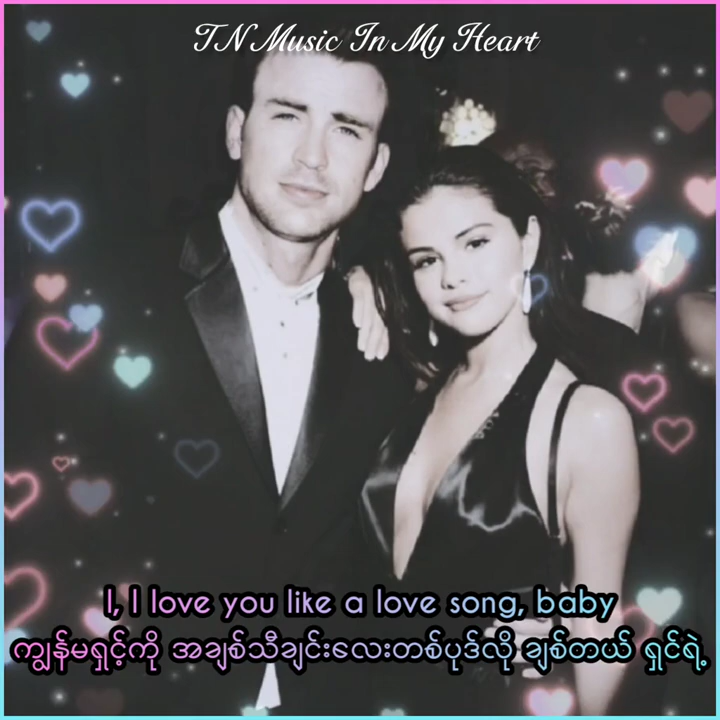 TN Music In My Heart
I, I love you like a love song, baby
ကျွန်မရှင့်ကို အချစ်သီချင်းလေးတစ်ပုဒ်လို ချစ်တယ် ရှင်ရဲ့